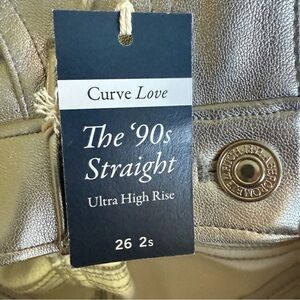 Curve Love
The ‘90s
Straight
Ultra High Rise
26 2s